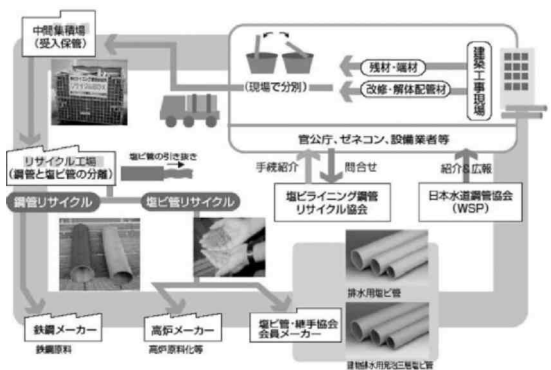 中間集積場
(受入保管)
リサイクルBOX
(現場で分別)
残材・端材
改修・解体配管材
建築工事現場
官公庁、ゼネコン、設備業者等
リサイクル工場
(鋼管と塩ビ管の分離)
塩ビ管の引き抜き
手続紹介
問合せ
紹介&広報
塩ビライニング鋼管
リサイクル協会
日本水道鋼管協会
(WSP)
鋼管リサイクル
塩ビ管リサイクル
排水用塩ビ管
鉄鋼メーカー
鉄鋼原料
高炉メーカー
高炉原料化等
塩ビ管・継手協会
会員メーカー
建物排水用発泡三層塩ビ管